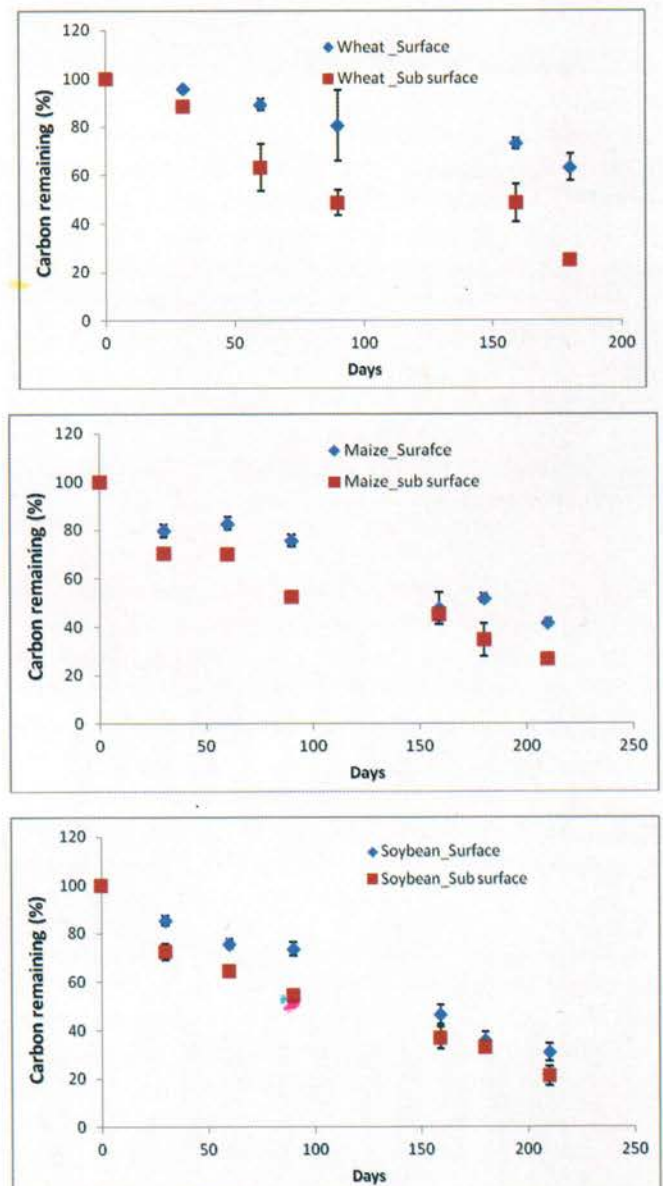 120
100
80
60
40
20
0
Carbon remaining (%)
Wheat _Surface
Wheat _Sub surface
0 50 100 150 200
Days
120
100
80
60
40
20
0
Carbon remaining (%)
Maize_Surafce
Maize_sub surface
0 50 100 150 200 250
Days
120
100
80
60
40
20
0
Carbon remaining (%)
Soybean_Surface
Soybean_Sub surface
0 50 100 150 200 250
Days